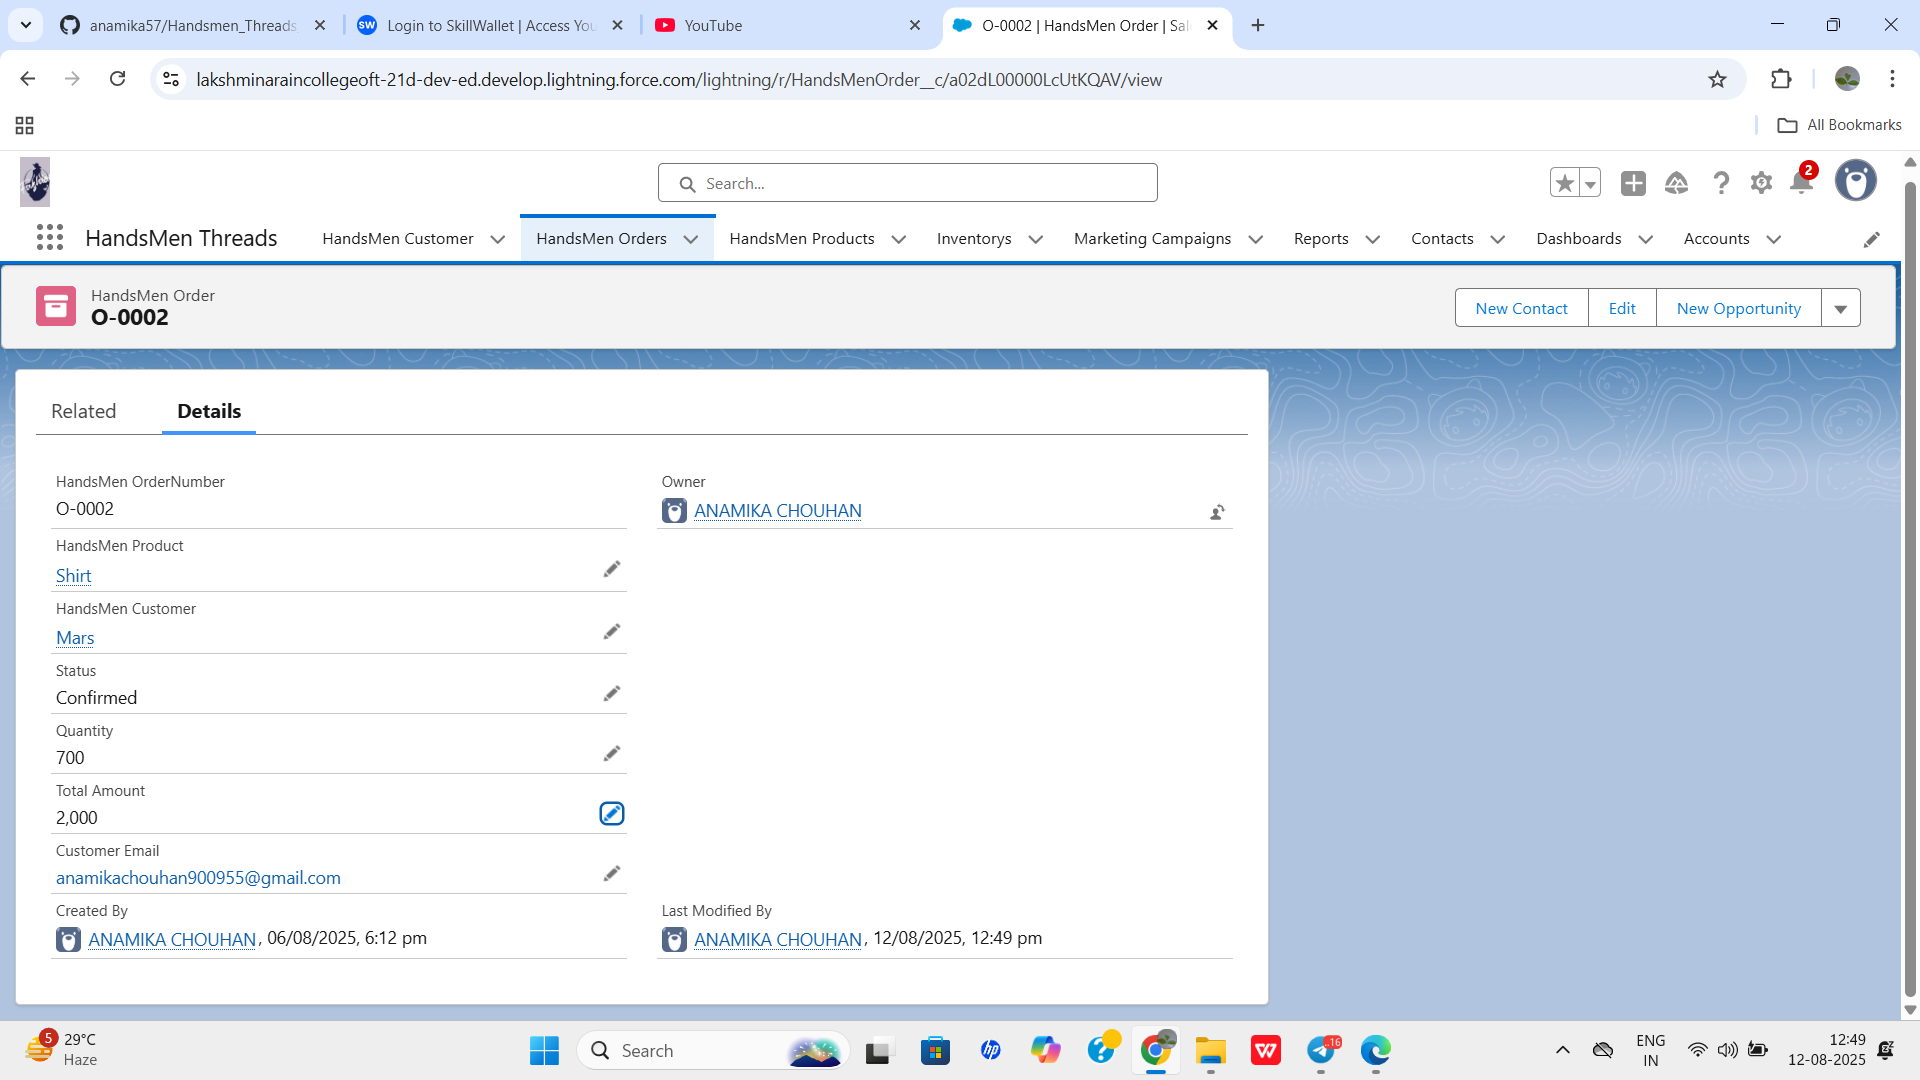 anamika57/Handsmen_Threads_
Login to SkillWallet | Access You
YouTube
O-0002 | HandsMen Order | Sal
lakshminaraincollegeoft-21d-dev-ed.develop.lightning.force.com/lightning/r/HandsMenOrder__c/a02dL00000LcUtKQAV/view
All Bookmarks
Search...
2
HandsMen Threads
HandsMen Customer
HandsMen Orders
HandsMen Products
Inventorys
Marketing Campaigns
Reports
Contacts
Dashboards
Accounts
HandsMen Order
O-0002
New Contact
Edit
New Opportunity
Related
Details
HandsMen OrderNumber
O-0002
Owner
ANAMIKA CHOUHAN
HandsMen Product
Shirt
HandsMen Customer
Mars
Status
Confirmed
Quantity
700
Total Amount
2,000
Customer Email
anamikachouhan900955@gmail.com
Created By
ANAMIKA CHOUHAN, 06/08/2025, 6:12 pm
Last Modified By
ANAMIKA CHOUHAN, 12/08/2025, 12:49 pm
5
29°C
Haze
Search
ENG
IN
12:49
12-08-2025